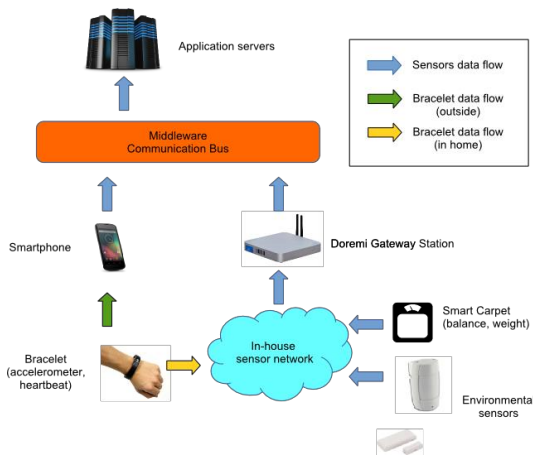 Application servers
Sensors data flow
Bracelet data flow
(outside)
Bracelet data flow
(in home)
Middleware
Communication Bus
Smartphone
Doremi Gateway Station
Smart Carpet
(balance, weight)
In-house
sensor network
Bracelet
(accelerometer,
heartbeat)
Environmenta
sensors